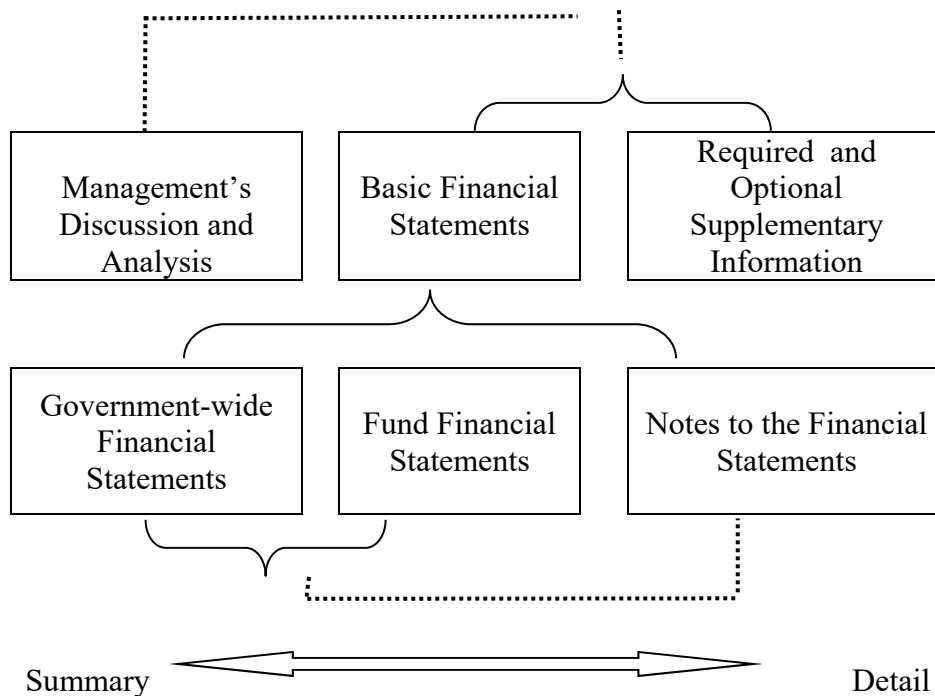 Management’s
Discussion and
Analysis
Basic Financial
Statements
Required and
Optional
Supplementary
Information
Government-wide
Financial
Statements
Fund Financial
Statements
Notes to the Financial
Statements
Summary
Detail